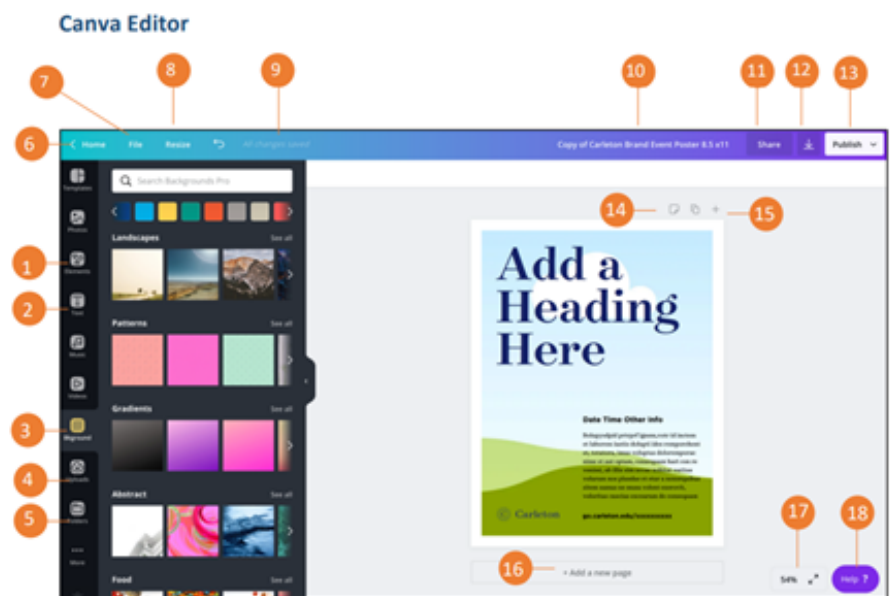 Canva Editor
7
8
9
10
11
12
13
6
Home
File
Resize
All changes saved
Copy of Carleton Brand Event Poster 8.5 x11
Share
Publish
Templates
Photos
1
Elements
2
Text
Music
Videos
3
Bkground
4
Uploads
5
Folders
More
Search Backgrounds Pro
Landscapes
See all
Patterns
See all
Gradients
See all
Abstract
See all
Food
See all
14
15
Add a
Heading
Here
Date Time Other Info
Carleton
go.carleton.edu/xxxxxxxxxx
16
+ Add a new page
17
54%
18
Help ?